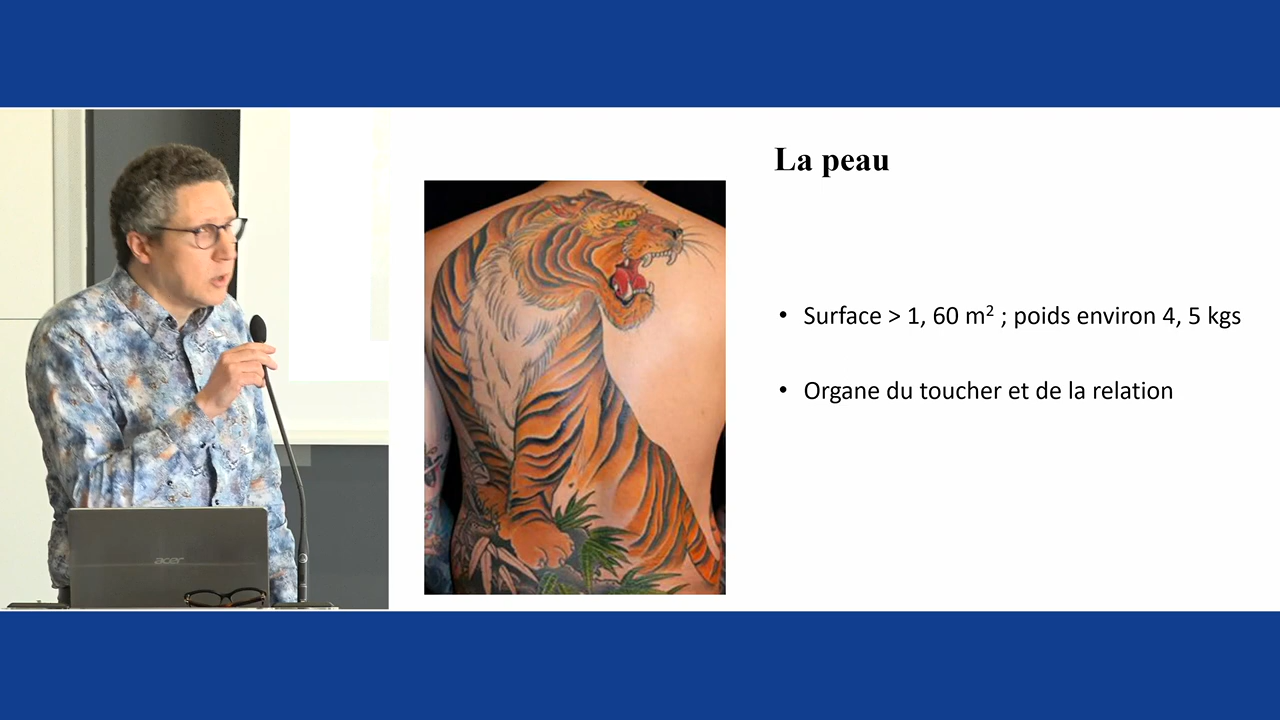 La peau
• Surface > 1, 60 m² ; poids environ 4, 5 kgs
• Organe du toucher et de la relation
acer